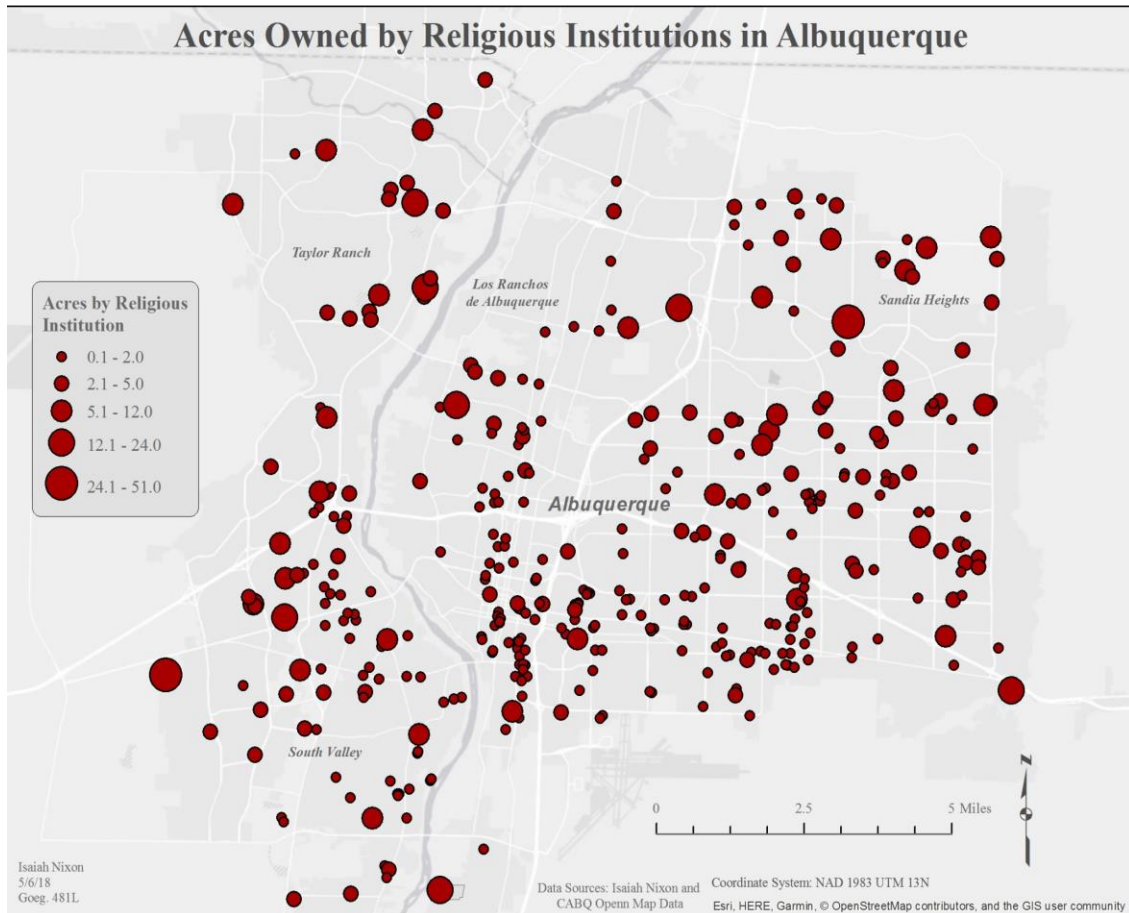 Acres Owned by Religious Institutions in Albuquerque
Taylor Ranch
Los Ranchos
de Albuquerque
Sandia Heights
Acres by Religious
Institution
0.1 - 2.0
2.1 - 5.0
5.1 - 12.0
12.1 - 24.0
24.1 - 51.0
Albuquerque
South Valley
N
0 2.5 5 Miles
Isaiah Nixon
5/6/18
Goeg. 481L
Data Sources: Isaiah Nixon and
CABQ Openn Map Data
Coordinate System: NAD 1983 UTM 13N
Esri, HERE, Garmin, © OpenStreetMap contributors, and the GIS user community